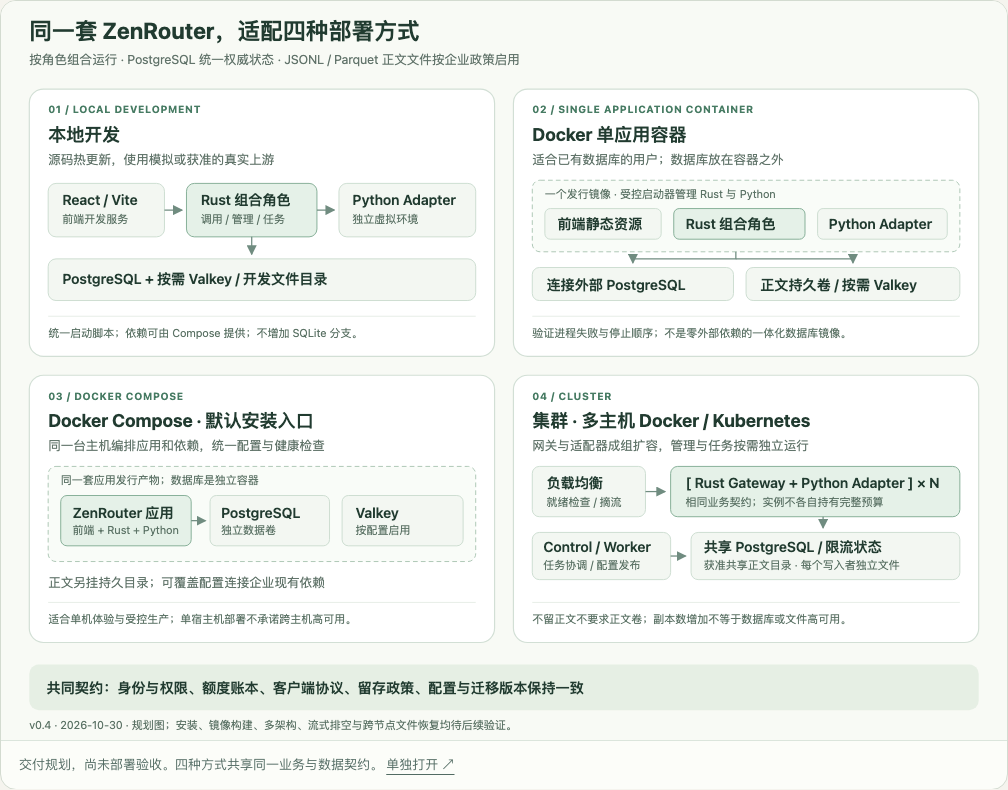 同一套 ZenRouter，适配四种部署方式
按角色组合运行 · PostgreSQL 统一权威状态 · JSONL / Parquet 正文文件按企业政策启用
01 / LOCAL DEVELOPMENT
本地开发
源码热更新，使用模拟或获准的真实上游
React / Vite
前端开发服务
Rust 组合角色
调用 / 管理 / 任务
Python Adapter
独立虚拟环境
PostgreSQL + 按需 Valkey / 开发文件目录
统一启动脚本；依赖可由 Compose 提供；不增加 SQLite 分支。
02 / SINGLE APPLICATION CONTAINER
Docker 单应用容器
适合已有数据库的用户；数据库放在容器之外
一个发行镜像 · 受控启动器管理 Rust 与 Python
前端静态资源
Rust 组合角色
Python Adapter
连接外部 PostgreSQL
正文持久卷 / 按需 Valkey
验证进程失败与停止顺序；不是零外部依赖的一体化数据库镜像。
03 / DOCKER COMPOSE
Docker Compose · 默认安装入口
同一台主机编排应用和依赖，统一配置与健康检查
同一套应用发行产物；数据库是独立容器
ZenRouter 应用
前端 + Rust + Python
PostgreSQL
独立数据卷
Valkey
按配置启用
正文另挂持久目录；可覆盖配置连接企业现有依赖
适合单机体验与受控生产；单宿主机部署不承诺跨主机高可用。
04 / CLUSTER
集群 · 多主机 Docker / Kubernetes
网关与适配器成组扩容，管理与任务按需独立运行
负载均衡
就绪检查 / 摘流
[ Rust Gateway + Python Adapter ] × N
相同业务契约；实例不各自持有完整预算
Control / Worker
任务协调 / 配置发布
共享 PostgreSQL / 限流状态
获准共享正文目录 · 每个写入者独立文件
不留正文不要求正文卷；副本数增加不等于数据库或文件高可用。
共同契约：身份与权限、额度账本、客户端协议、留存政策、配置与迁移版本保持一致
v0.4 · 2026-10-30 · 规划图；安装、镜像构建、多架构、流式排空与跨节点文件恢复均待后续验证。
交付规划，尚未部署验收。四种方式共享同一业务与数据契约。 单独打开 ↗